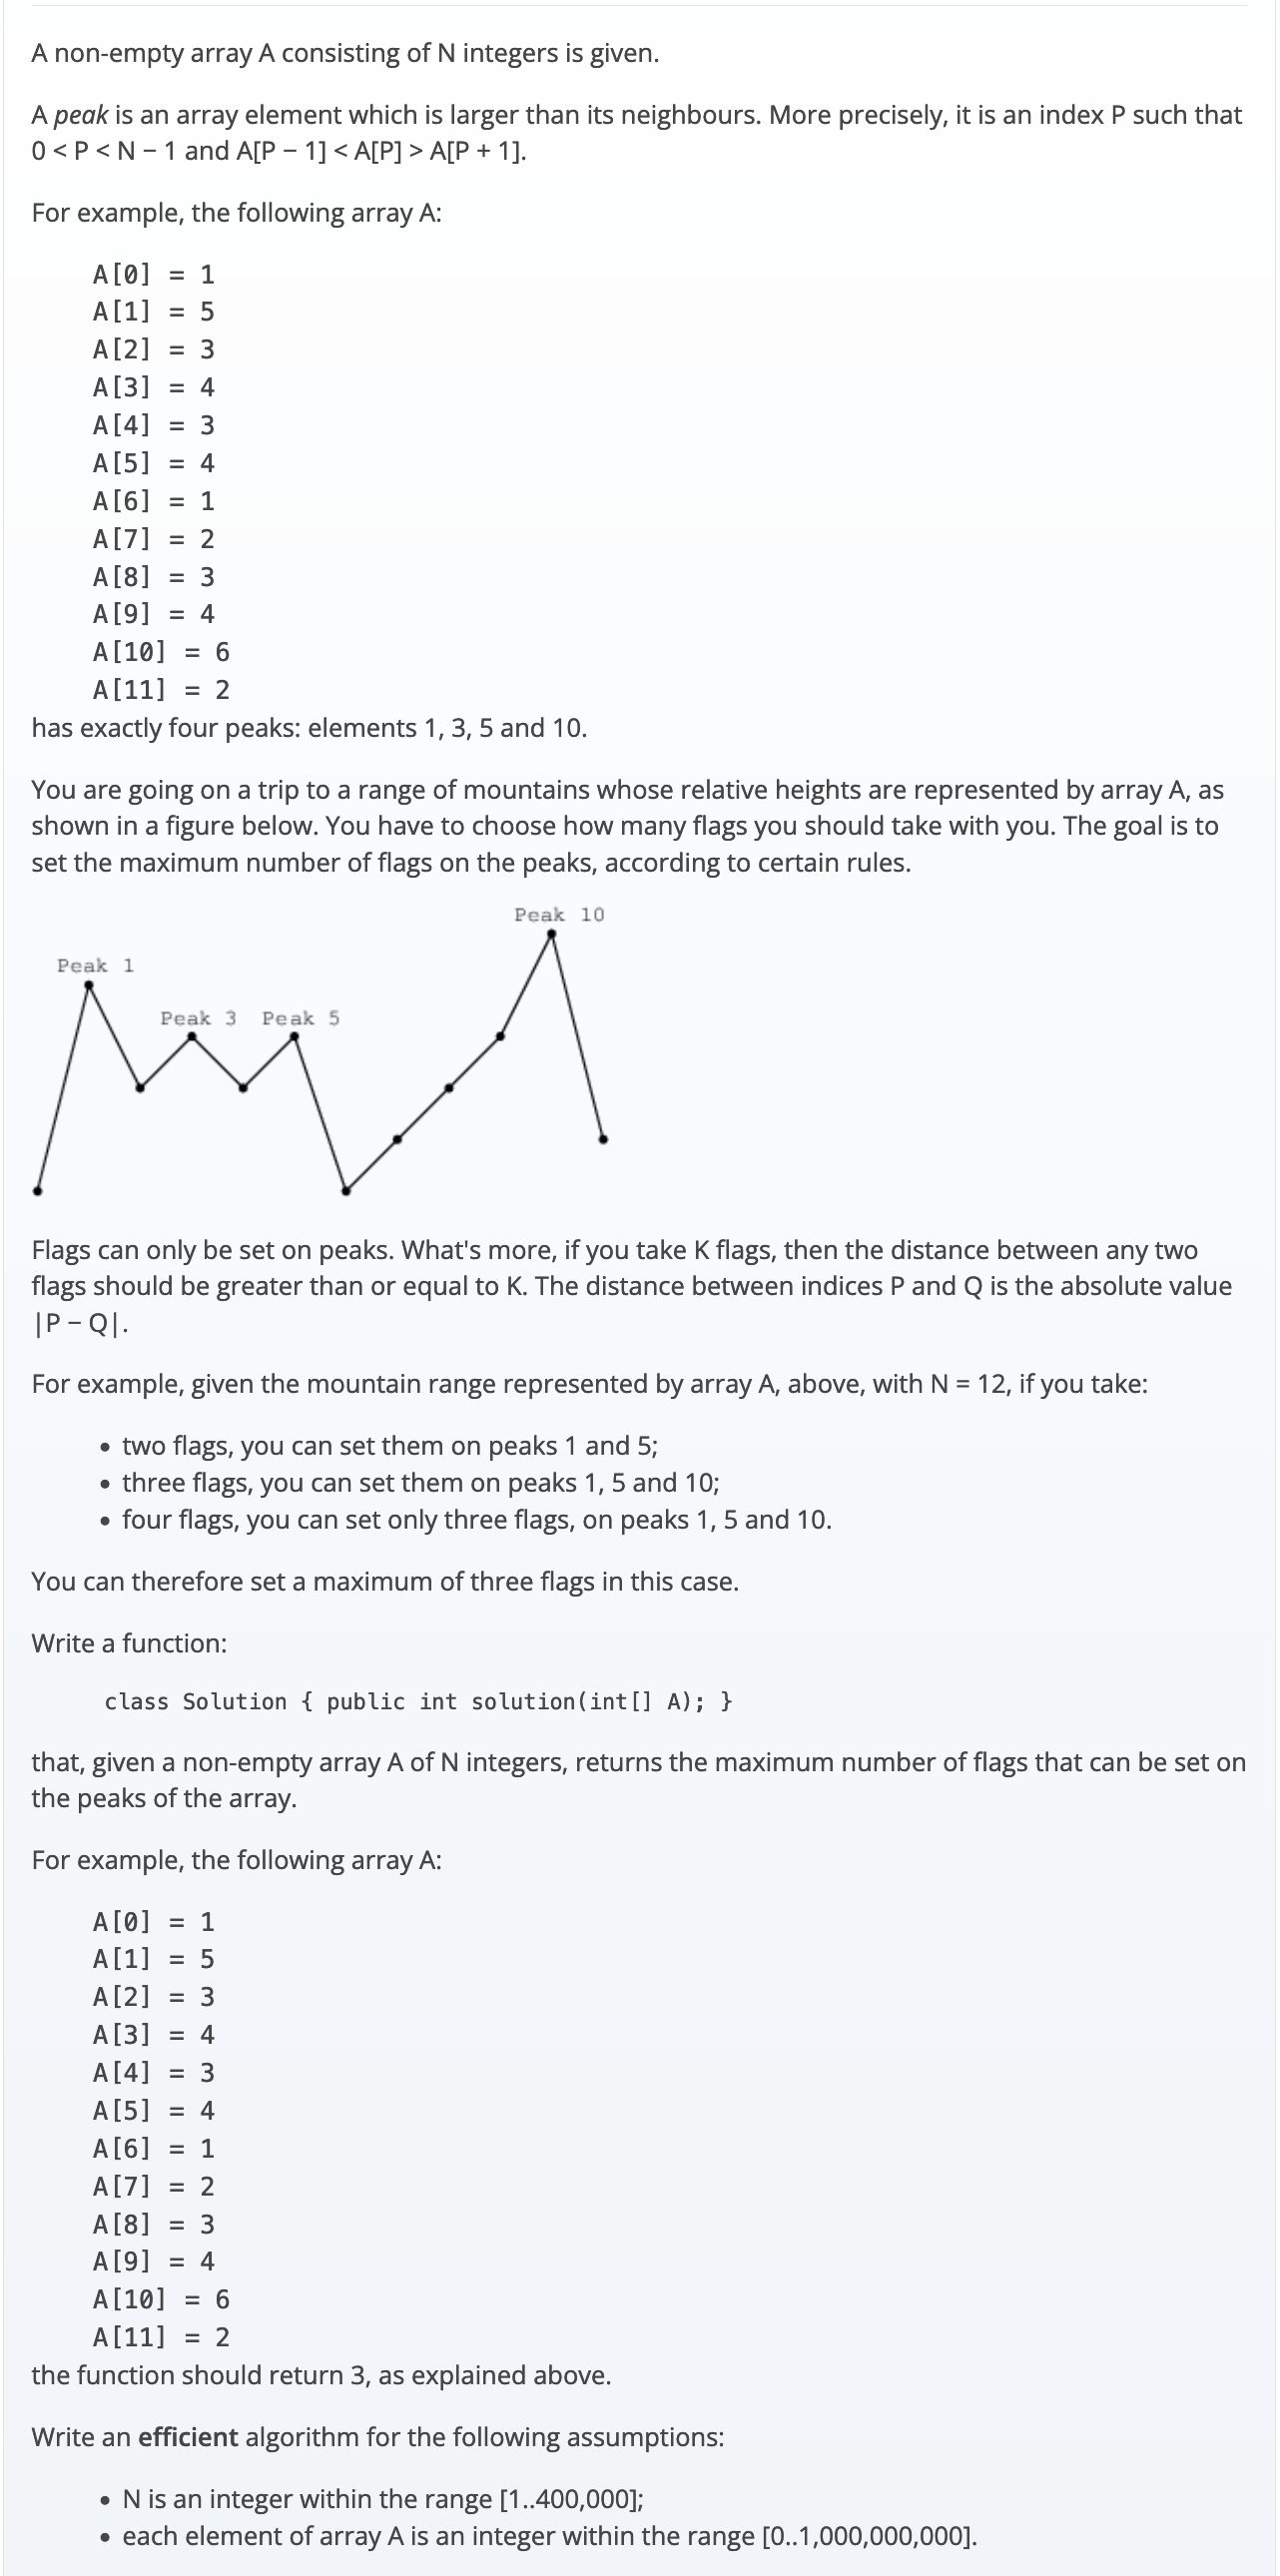 A non-empty array A consisting of N integers is given.
A peak is an array element which is larger than its neighbours. More precisely, it is an index P such that
0 < P < N − 1 and A[P − 1] < A[P] > A[P + 1].
For example, the following array A:
A[0] = 1
A[1] = 5
A[2] = 3
A[3] = 4
A[4] = 3
A[5] = 4
A[6] = 1
A[7] = 2
A[8] = 3
A[9] = 4
A[10] = 6
A[11] = 2
has exactly four peaks: elements 1, 3, 5 and 10.
You are going on a trip to a range of mountains whose relative heights are represented by array A, as
shown in a figure below. You have to choose how many flags you should take with you. The goal is to
set the maximum number of flags on the peaks, according to certain rules.
Peak 10
Peak 1
Peak 3 Peak 5
Flags can only be set on peaks. What's more, if you take K flags, then the distance between any two
flags should be greater than or equal to K. The distance between indices P and Q is the absolute value
|P − Q|.
For example, given the mountain range represented by array A, above, with N = 12, if you take:
• two flags, you can set them on peaks 1 and 5;
• three flags, you can set them on peaks 1, 5 and 10;
• four flags, you can set only three flags, on peaks 1, 5 and 10.
You can therefore set a maximum of three flags in this case.
Write a function:
class Solution { public int solution(int[] A); }
that, given a non-empty array A of N integers, returns the maximum number of flags that can be set on
the peaks of the array.
For example, the following array A:
A[0] = 1
A[1] = 5
A[2] = 3
A[3] = 4
A[4] = 3
A[5] = 4
A[6] = 1
A[7] = 2
A[8] = 3
A[9] = 4
A[10] = 6
A[11] = 2
the function should return 3, as explained above.
Write an efficient algorithm for the following assumptions:
• N is an integer within the range [1..400,000];
• each element of array A is an integer within the range [0..1,000,000,000].